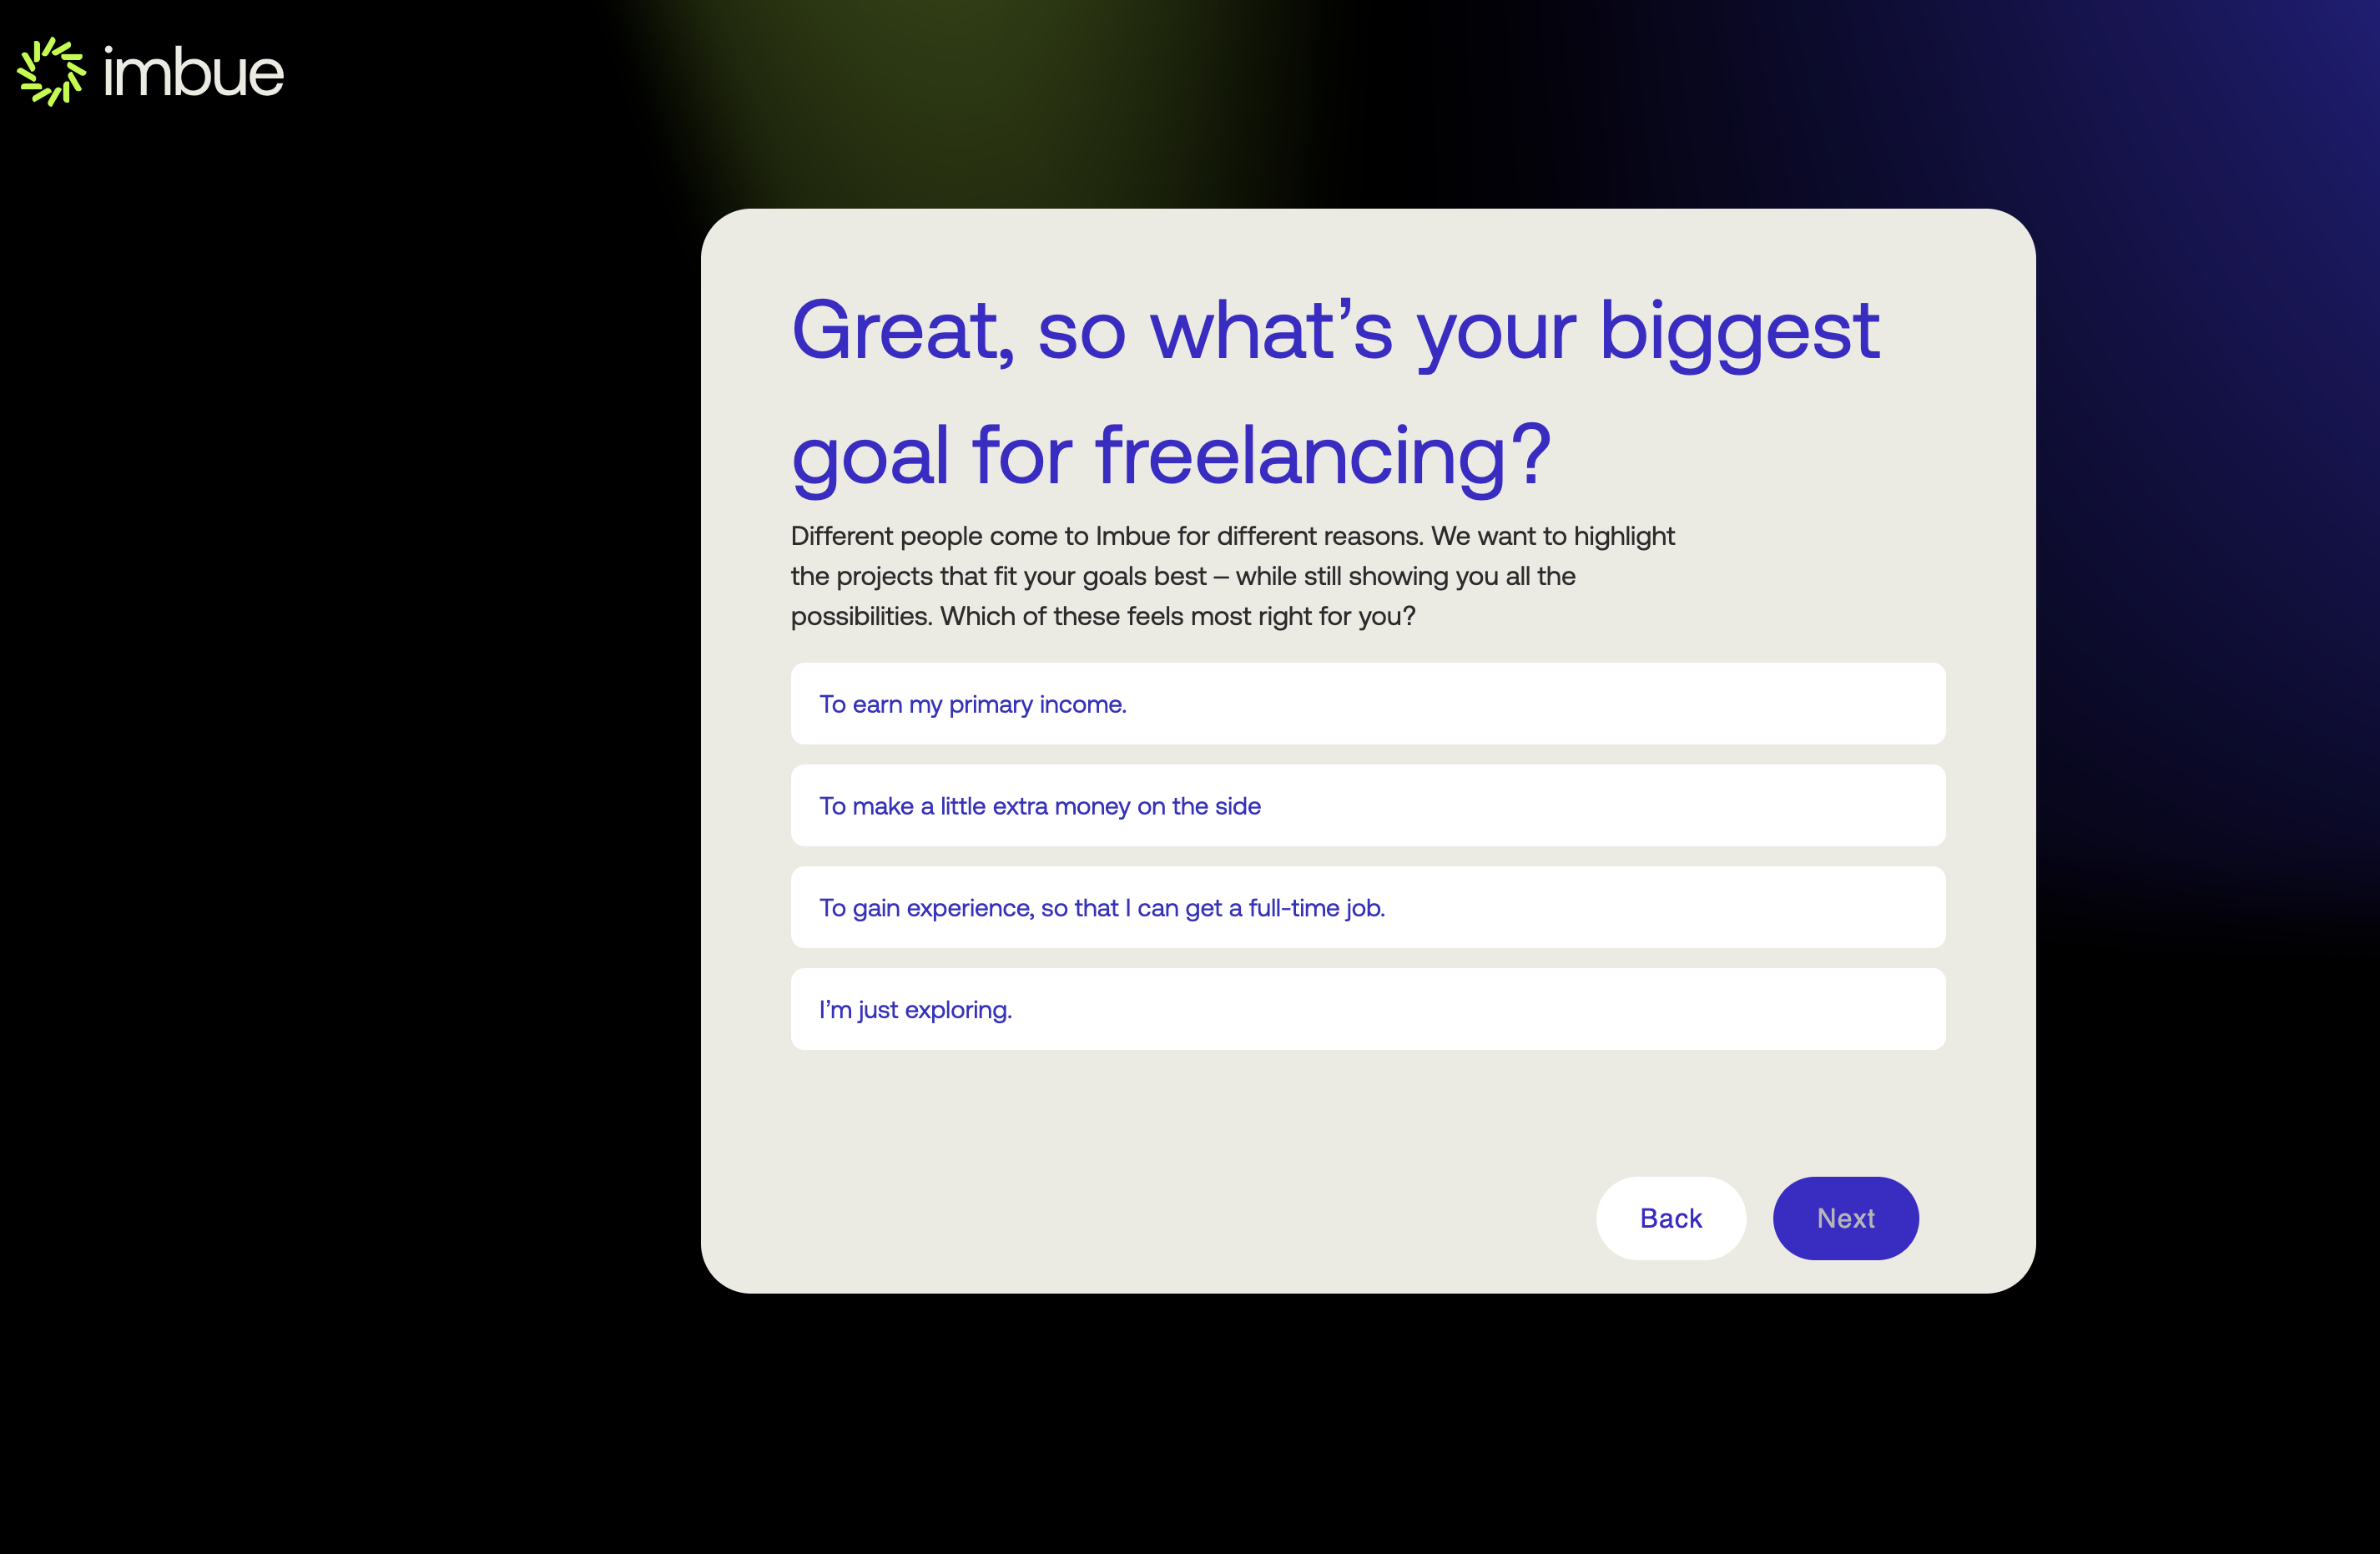 imbue
Great, so what’s your biggest
goal for freelancing?
Different people come to Imbue for different reasons. We want to highlight
the projects that fit your goals best – while still showing you all the
possibilities. Which of these feels most right for you?
To earn my primary income.
To make a little extra money on the side
To gain experience, so that I can get a full-time job.
I’m just exploring.
Back
Next